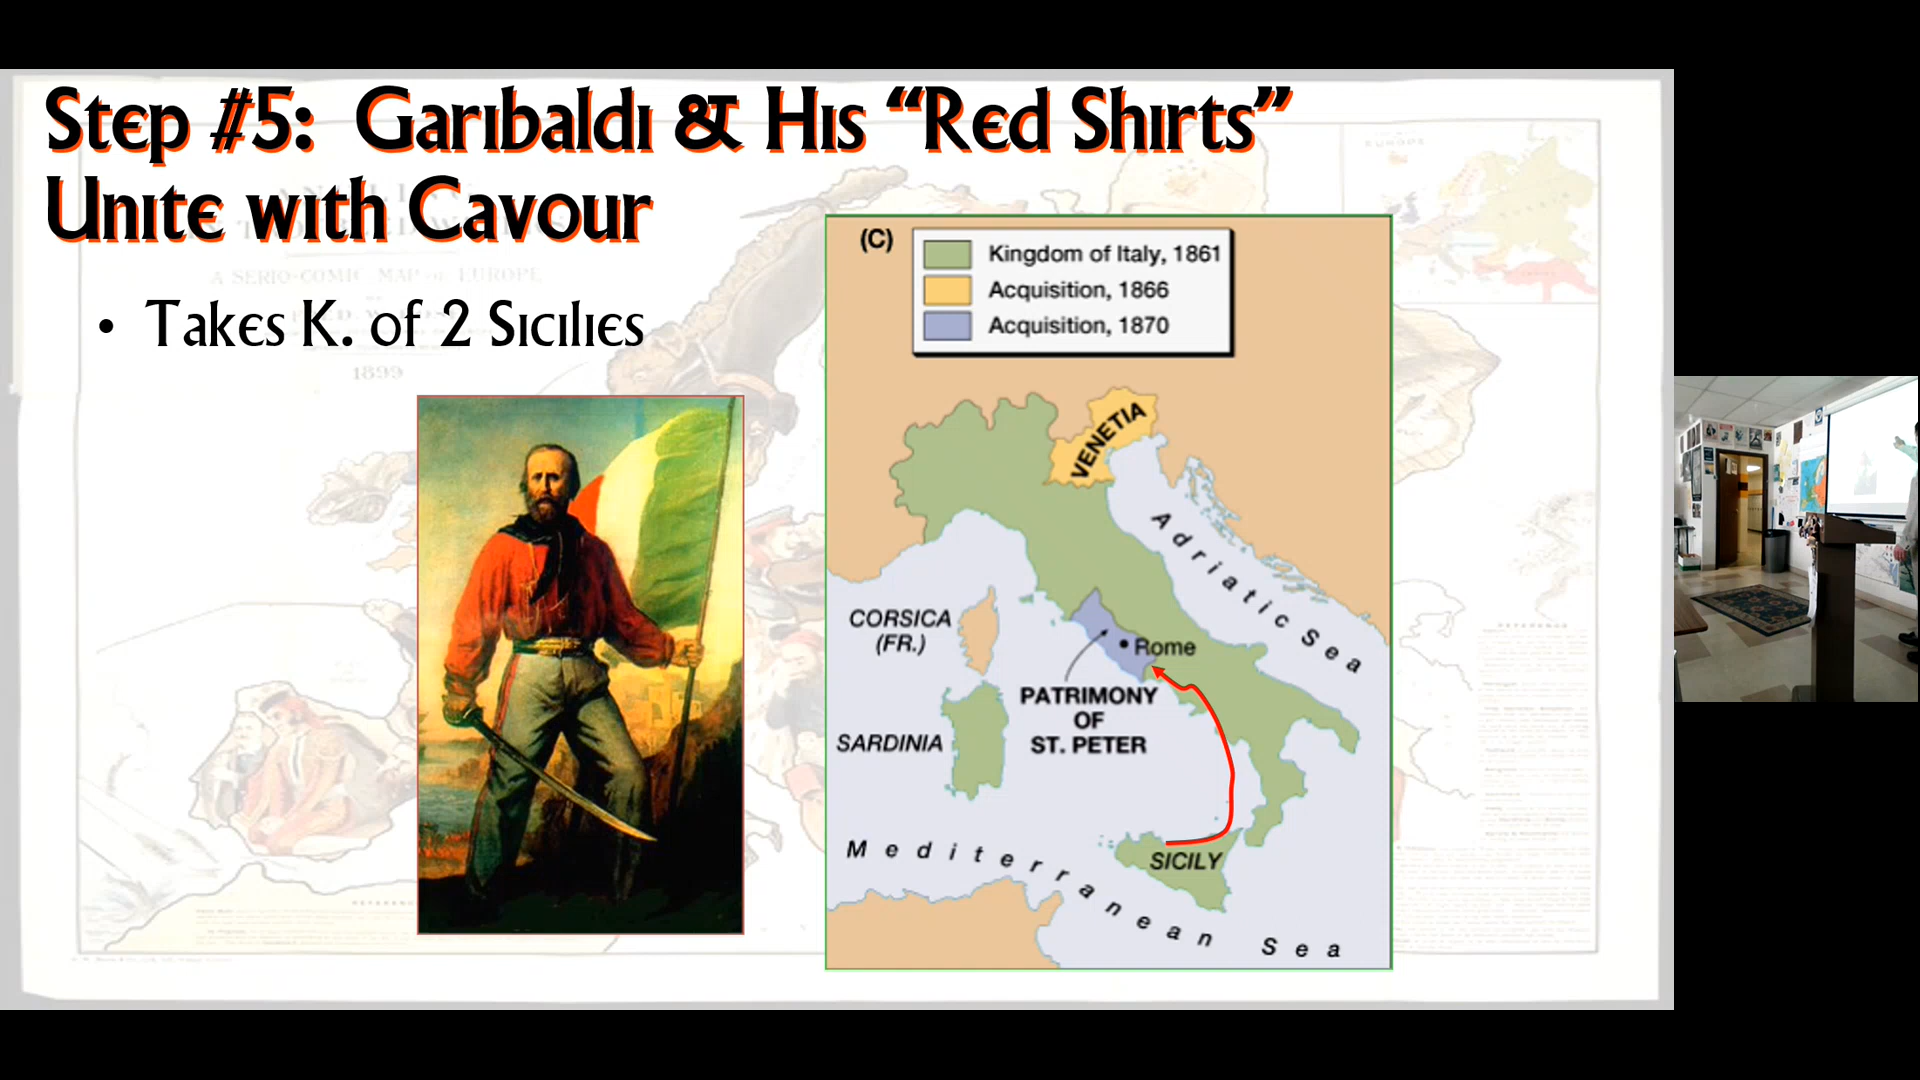 Step #5: Garibaldi & His “Red Shirts”
Unite with Cavour
• Takes K. of 2 Sicilies
A SERIO-COMIC MAP OF EUROPE
1899
EUROPE
(C)
Kingdom of Italy, 1861
Acquisition, 1866
Acquisition, 1870
VENETIA
Adriatic Sea
CORSICA
(FR.)
Rome
PATRIMONY
OF
ST. PETER
SARDINIA
SICILY
Mediterranean Sea
REFERENCE